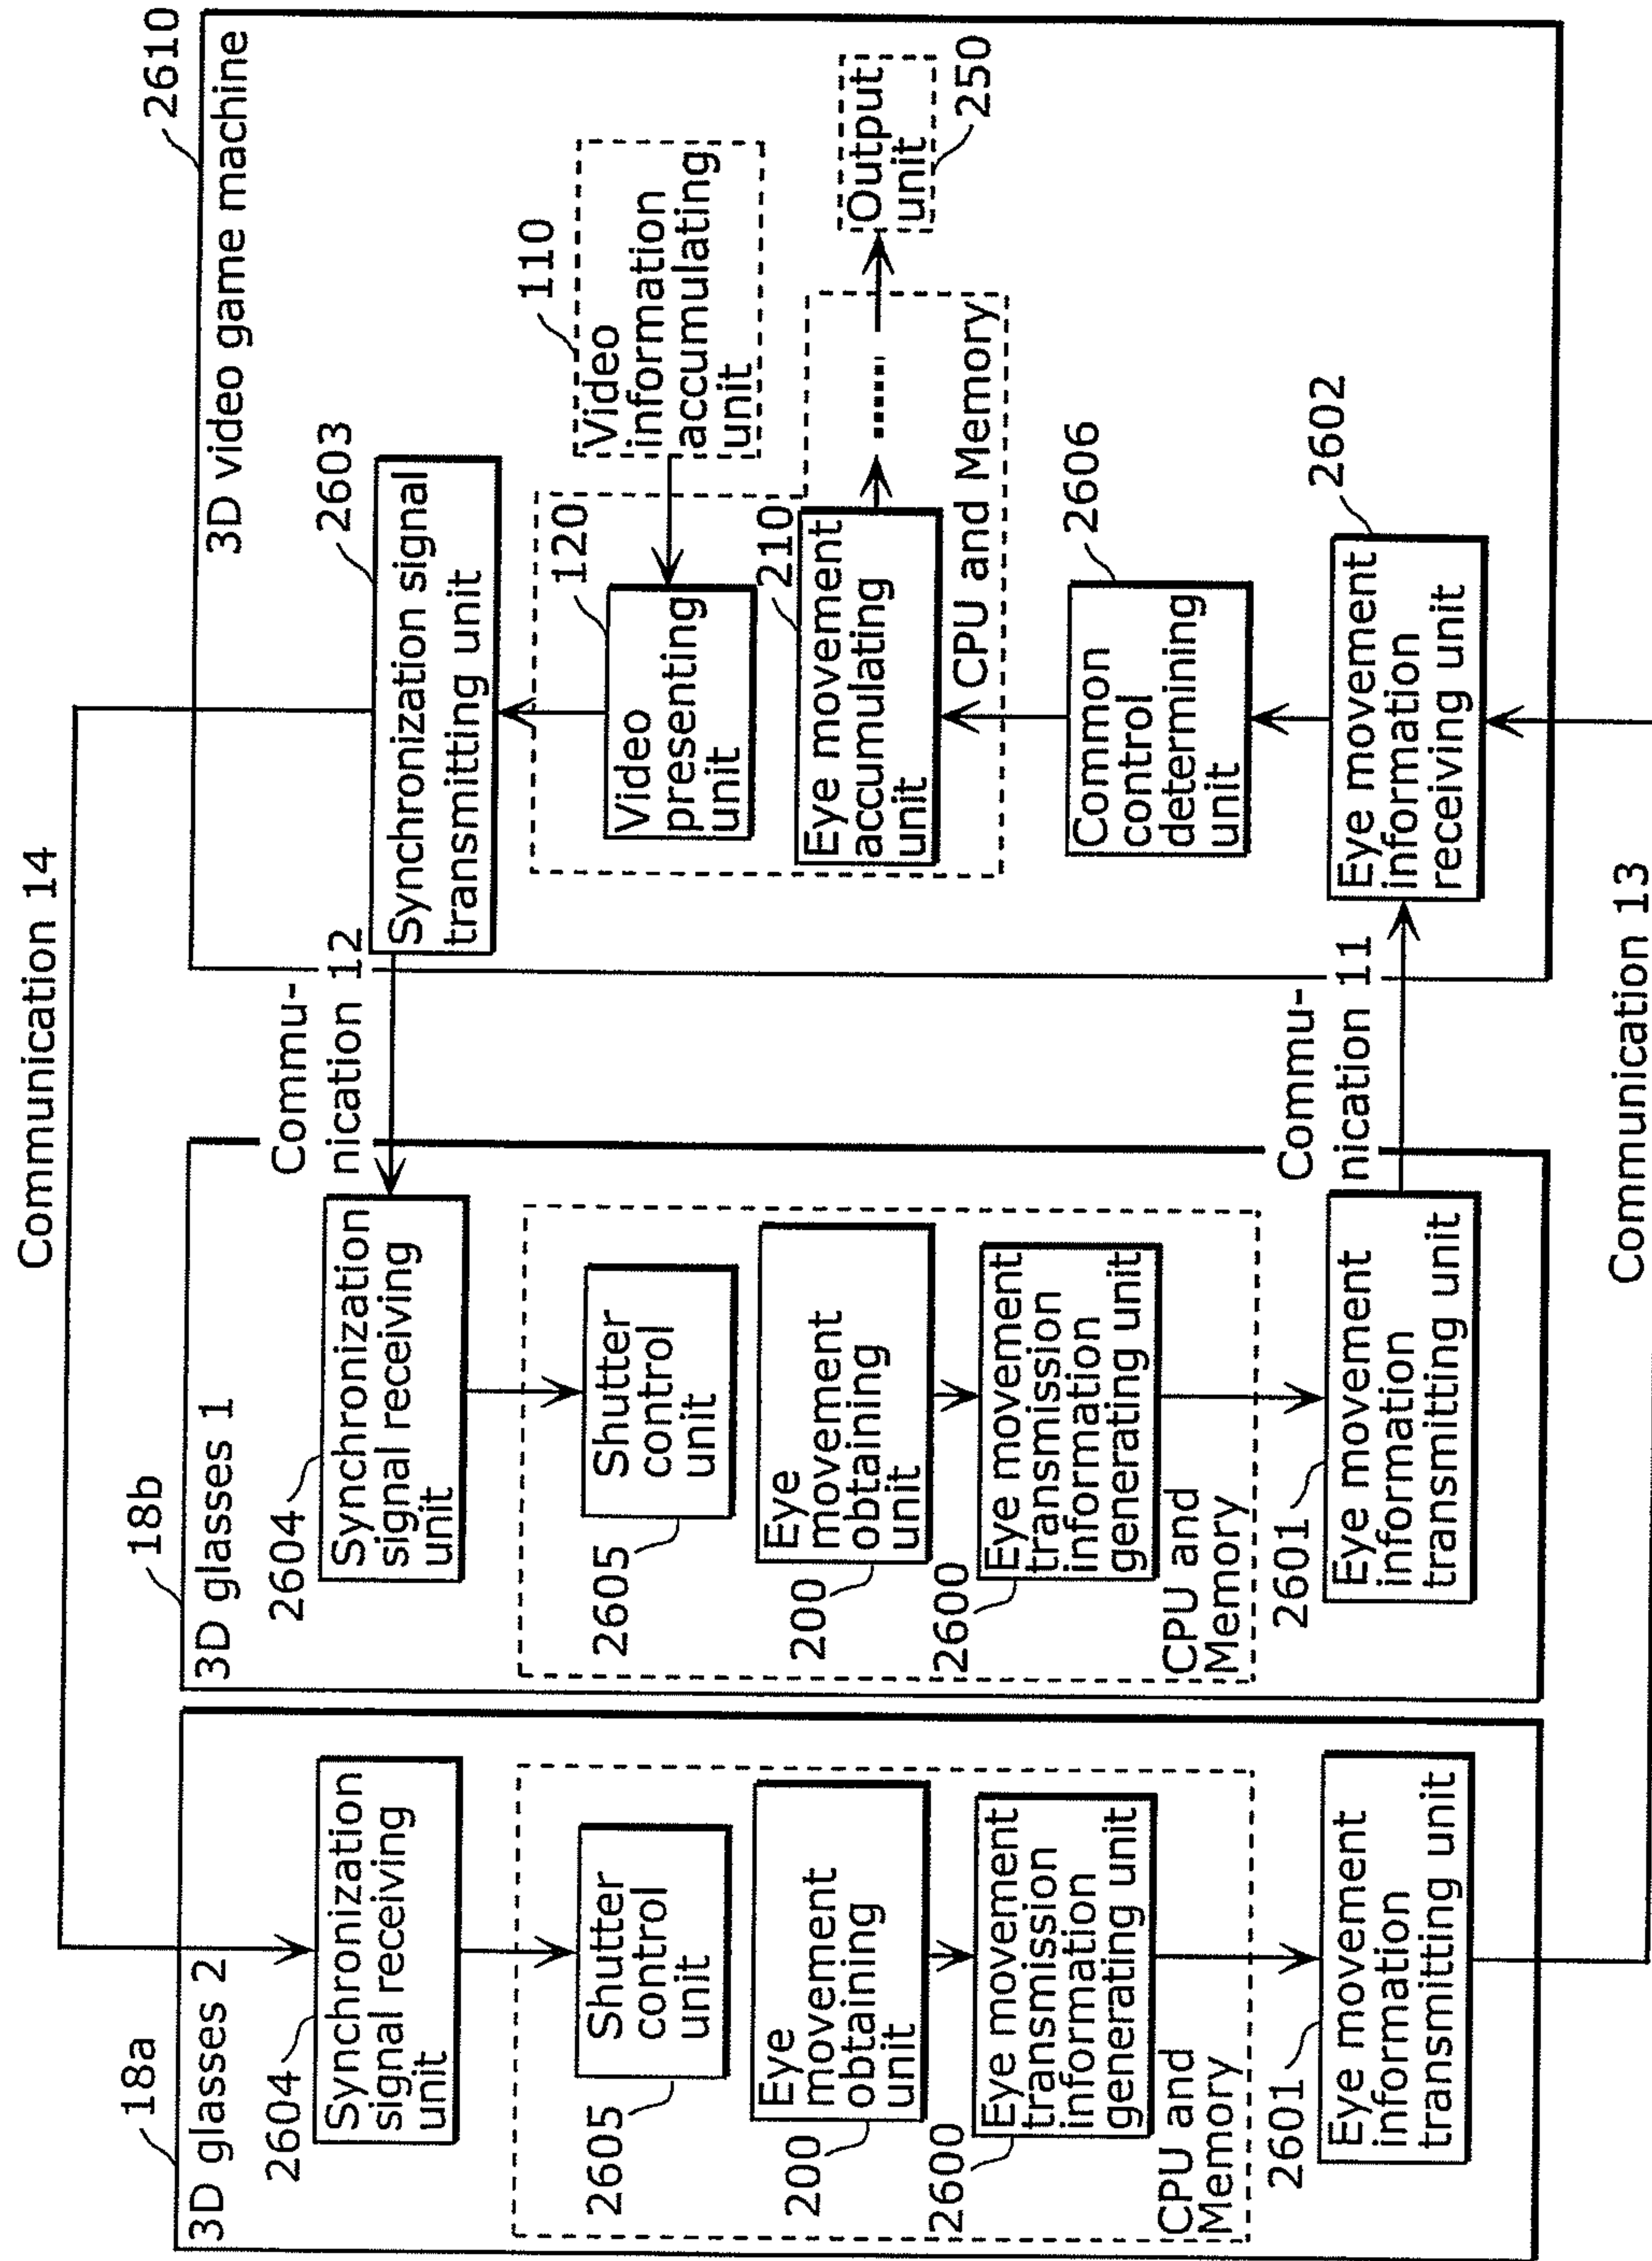 Communication 14
18a
3D glasses 2
2604
Synchronization
signal receiving
unit
2605
Shutter
control
unit
200
Eye
movement
obtaining
unit
2600
Eye movement
transmission
information
generating unit
CPU and
Memory
2601
Eye movement
information
transmitting unit
18b
3D glasses 1
2604
Synchronization
signal receiving
unit
2605
Shutter
control
unit
200
Eye
movement
obtaining
unit
2600
Eye movement
transmission
information
generating unit
CPU and
Memory
2601
Eye movement
information
transmitting unit
Commu-
nication 12
Commu-
nication 11
2610
3D video game machine
2603
Synchronization signal
transmitting unit
110
Video
information
accumulating
unit
120
Video
presenting
unit
210
Eye movement
accumulating
unit
Output
unit
250
CPU and Memory
2606
Common
control
determining
unit
2602
Eye movement
information
receiving unit
Communication 13